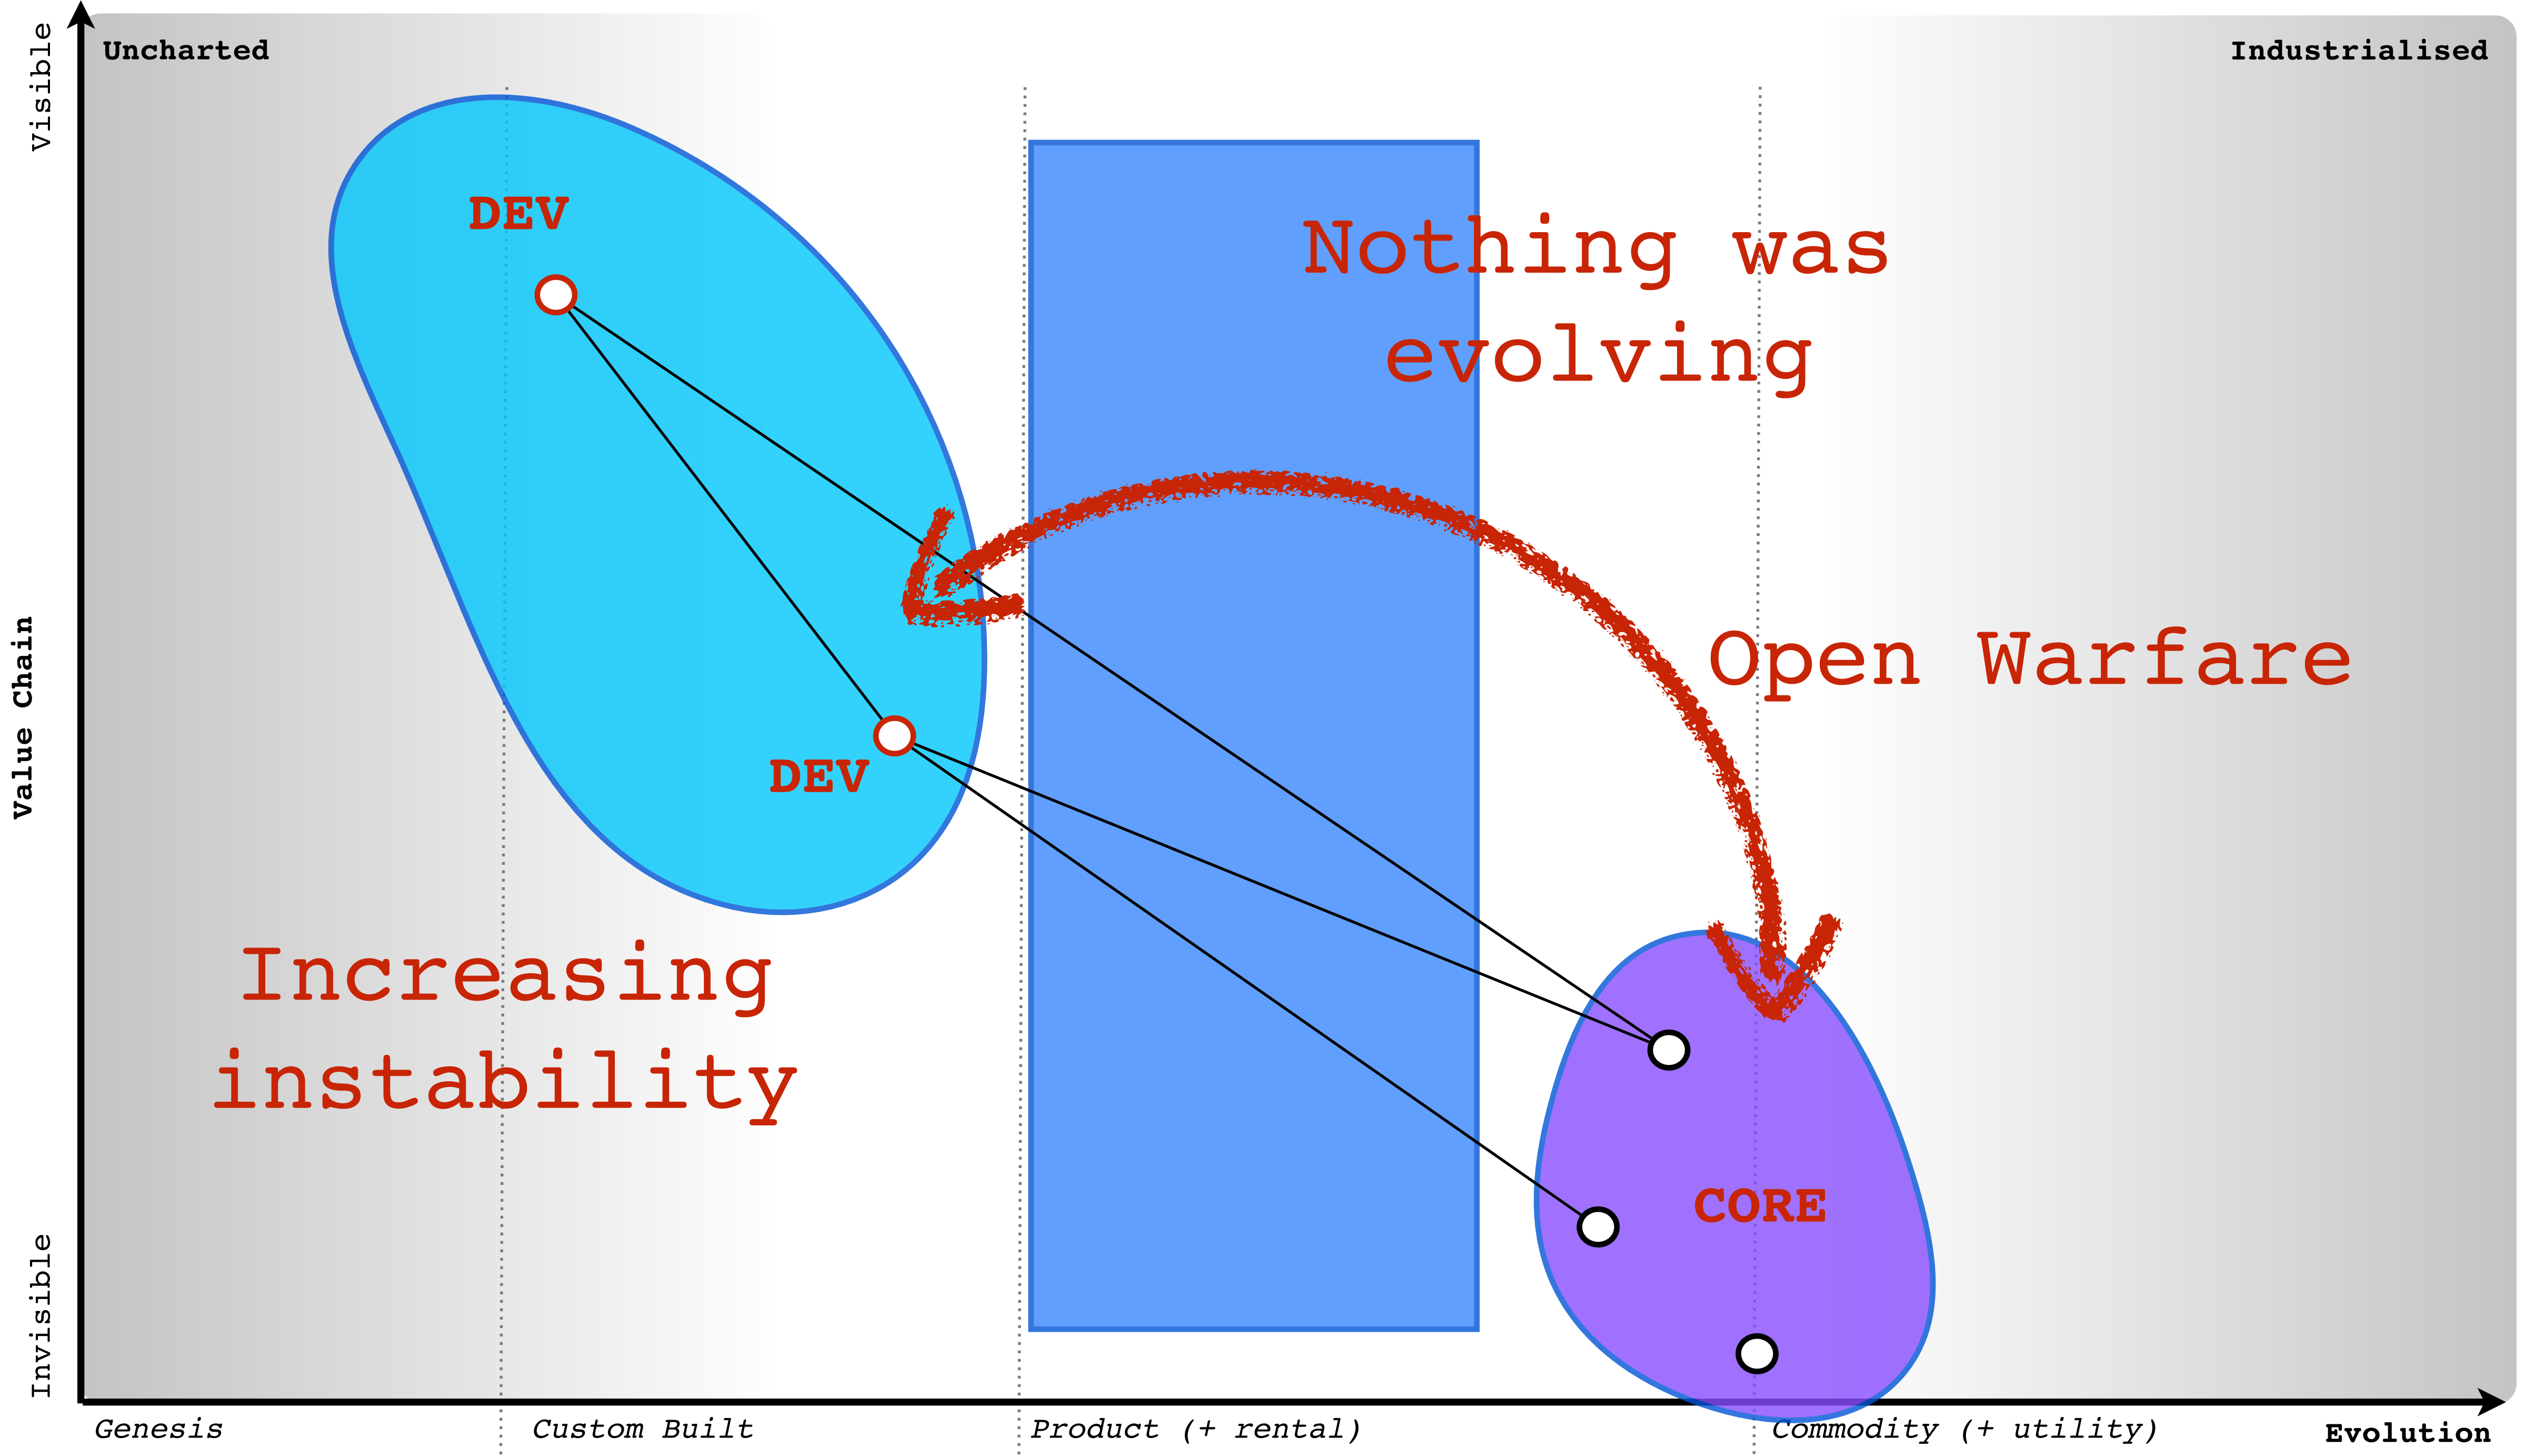 Uncharted
Industrialised
Visible
Value Chain
Invisible
DEV
Nothing was
evolving
Open Warfare
DEV
Increasing
instability
CORE
Genesis
Custom Built
Product (+ rental)
Commodity (+ utility)
Evolution